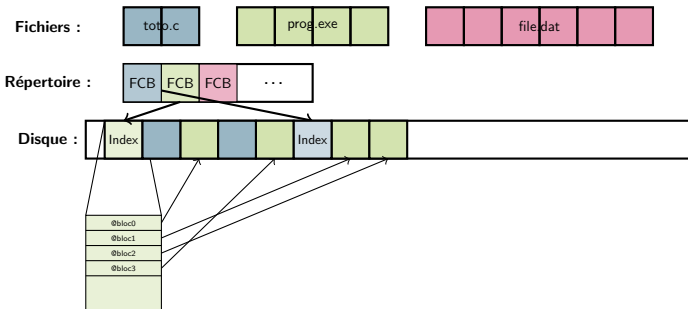 Fichiers : toto.c prog.exe file.dat
Répertoire : FCB FCB FCB ...
Disque : Index Index
@bloc0
@bloc1
@bloc2
@bloc3